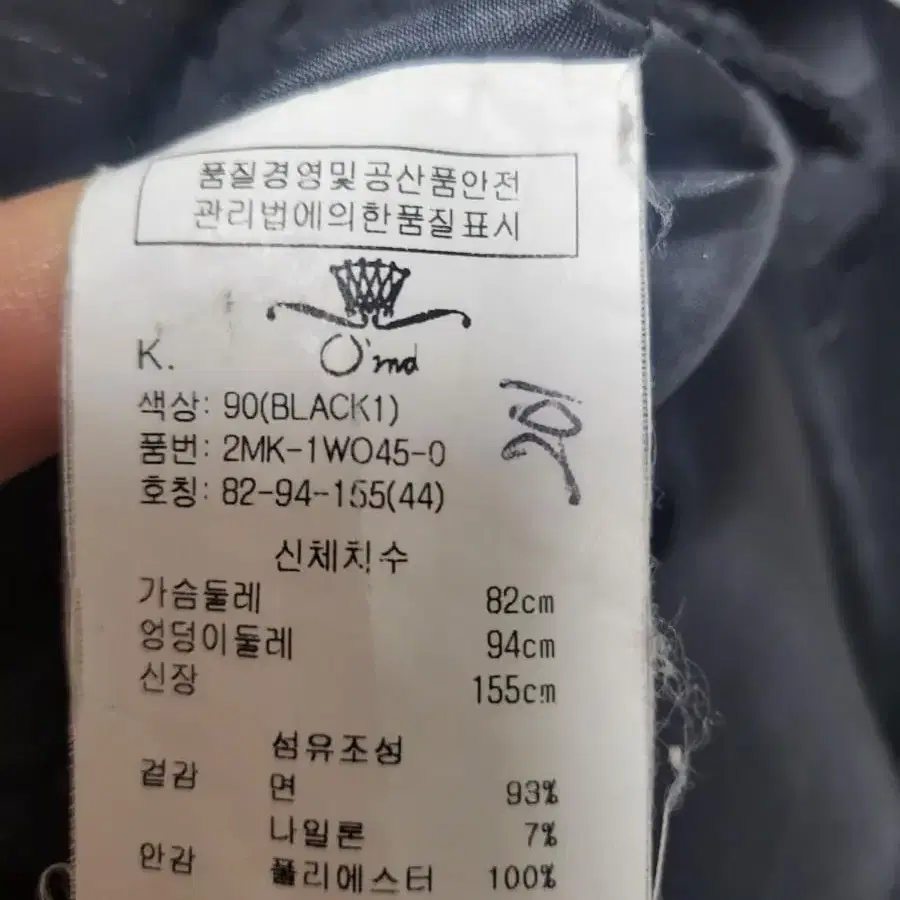 품질경영및공산품안전
관리법에의한품질표시
K.
O'md
색상: 90(BLACK1)
품번: 2MK-1WO45-0
호칭: 82-94-155(44)
201
신체치수
가슴둘레 82cm
엉덩이둘레 94cm
신장 155cm
섬유조성
겉감 면 93%
나일론 7%
안감 폴리에스터 100%